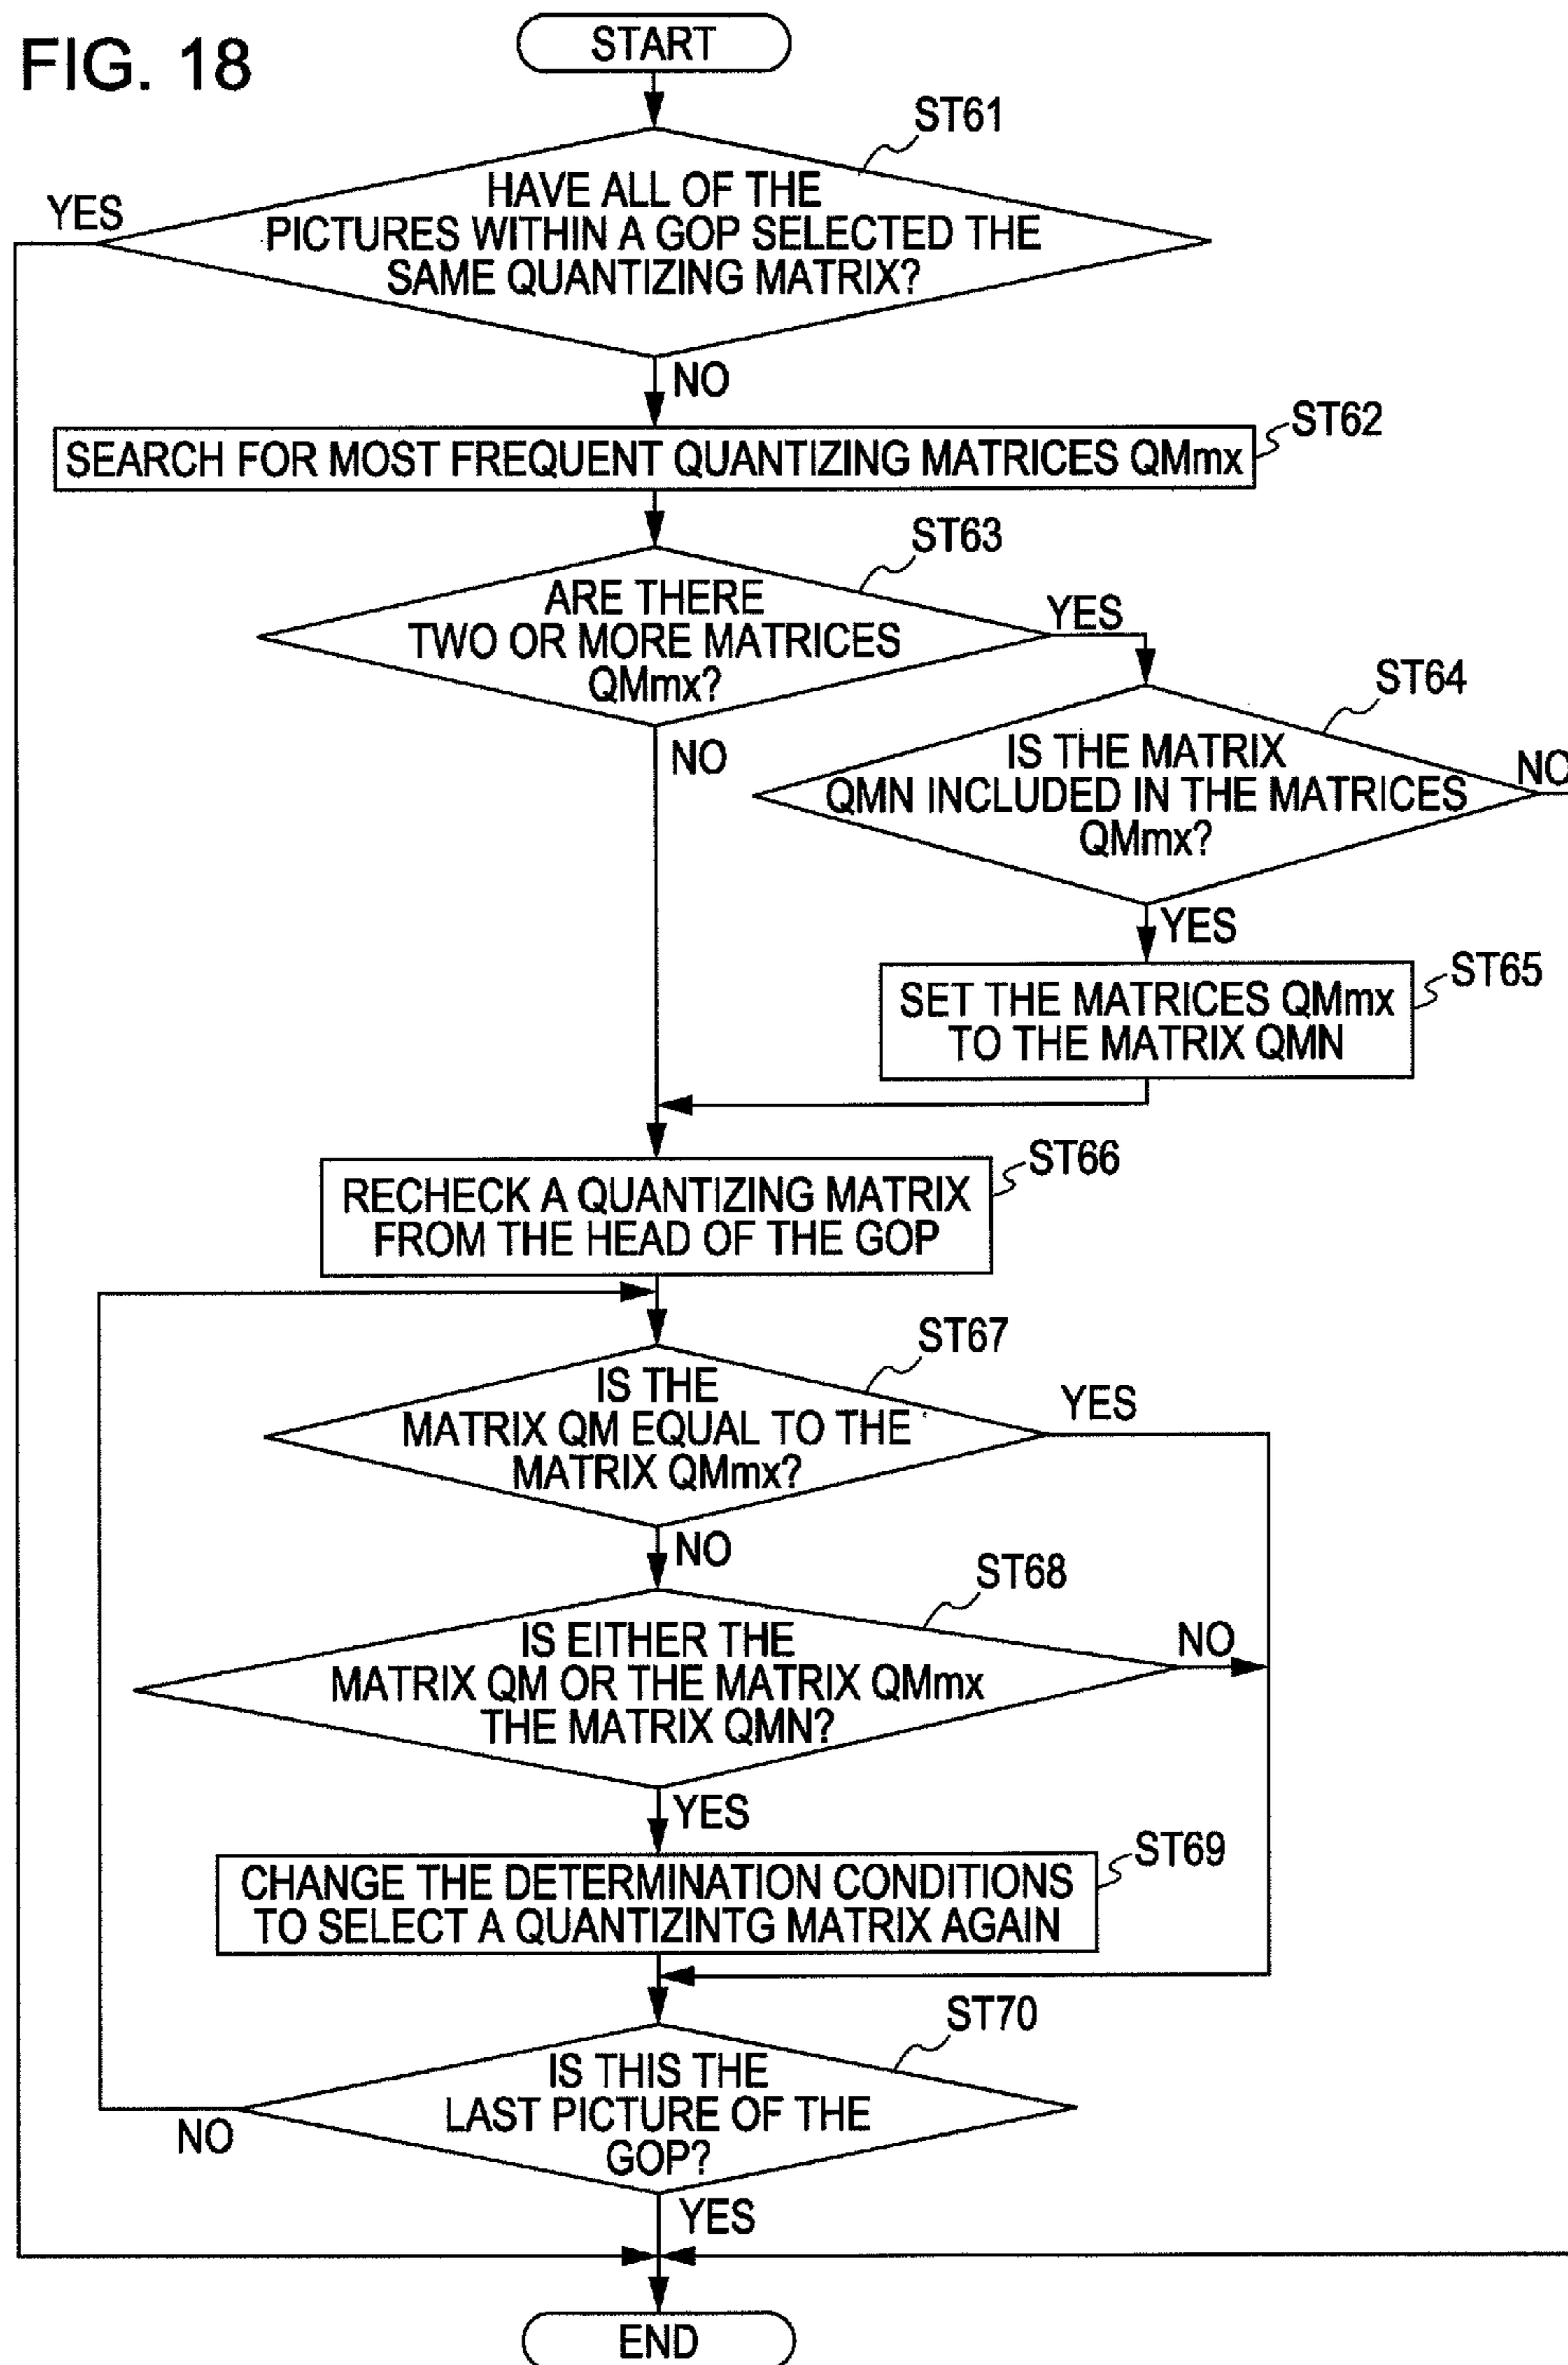 FIG. 18
START
ST61
HAVE ALL OF THE
PICTURES WITHIN A GOP SELECTED THE
SAME QUANTIZING MATRIX?
YES
NO
ST62
SEARCH FOR MOST FREQUENT QUANTIZING MATRICES QMmx
ST63
ARE THERE
TWO OR MORE MATRICES
QMmx?
YES
NO
ST64
IS THE MATRIX
QMN INCLUDED IN THE MATRICES
QMmx?
NO
YES
ST65
SET THE MATRICES QMmx
TO THE MATRIX QMN
ST66
RECHECK A QUANTIZING MATRIX
FROM THE HEAD OF THE GOP
ST67
IS THE
MATRIX QM EQUAL TO THE
MATRIX QMmx?
YES
NO
ST68
IS EITHER THE
MATRIX QM OR THE MATRIX QMmx
THE MATRIX QMN?
NO
YES
ST69
CHANGE THE DETERMINATION CONDITIONS
TO SELECT A QUANTIZINTG MATRIX AGAIN
ST70
IS THIS THE
LAST PICTURE OF THE
GOP?
NO
YES
END